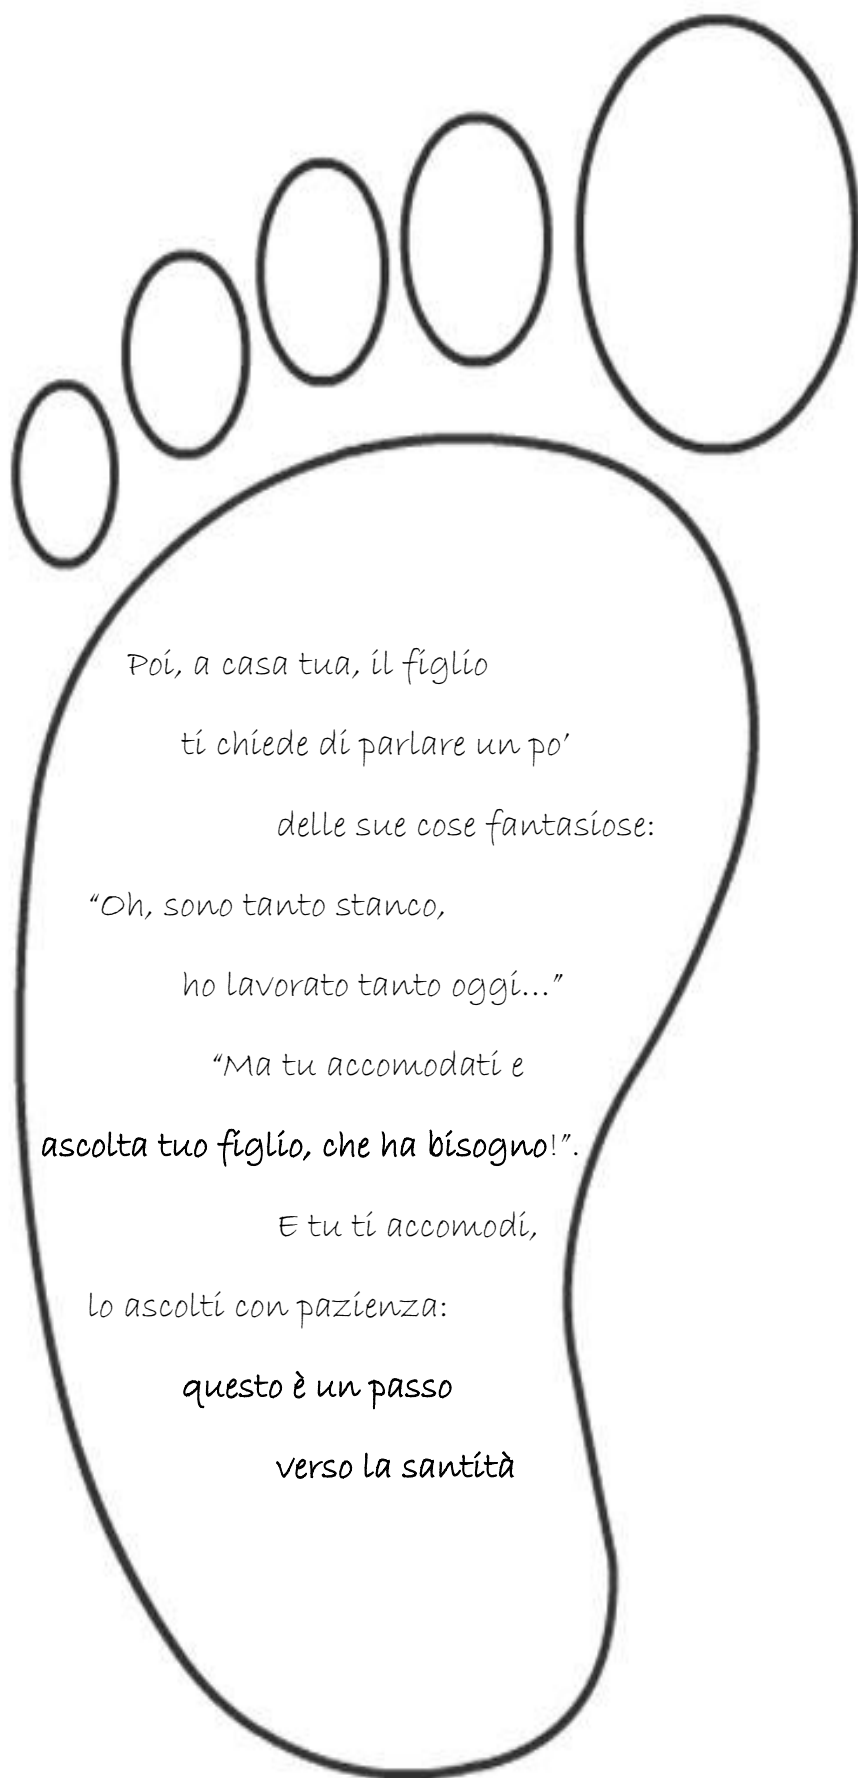 Poi, a casa tua, il figlio
ti chiede di parlare un po’
delle sue cose fantasiose:
“Oh, sono tanto stanco,
ho lavorato tanto oggi…”
“Ma tu accomodati e
ascolta tuo figlio, che ha bisogno!”.
E tu ti accomodi,
lo ascolti con pazienza:
questo è un passo
verso la santità